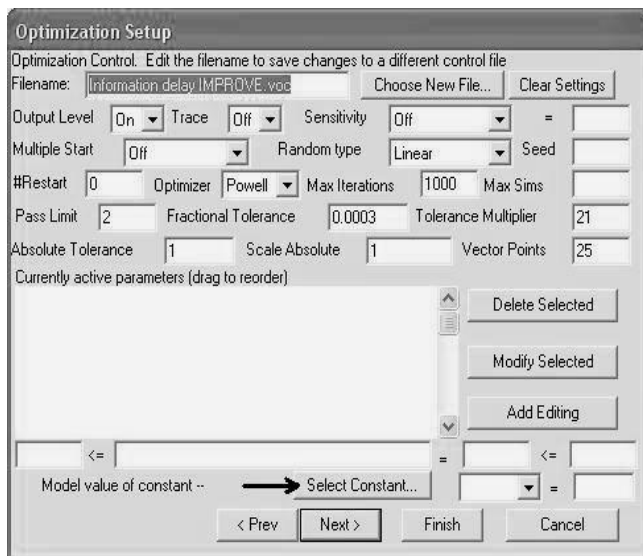 Optimization Setup
Optimization Control. Edit the filename to save changes to a different control file
Filename: Information delay IMPROVE.voc Choose New File... Clear Settings
Output Level On Trace Off Sensitivity Off =
Multiple Start Off Random type Linear Seed
#Restart 0 Optimizer Powell Max Iterations 1000 Max Sims
Pass Limit 2 Fractional Tolerance 0.0003 Tolerance Multiplier 21
Absolute Tolerance 1 Scale Absolute 1 Vector Points 25
Currently active parameters (drag to reorder)
Delete Selected
Modify Selected
Add Editing
<= = <=
Model value of constant -- Select Constant... =
< Prev Next > Finish Cancel